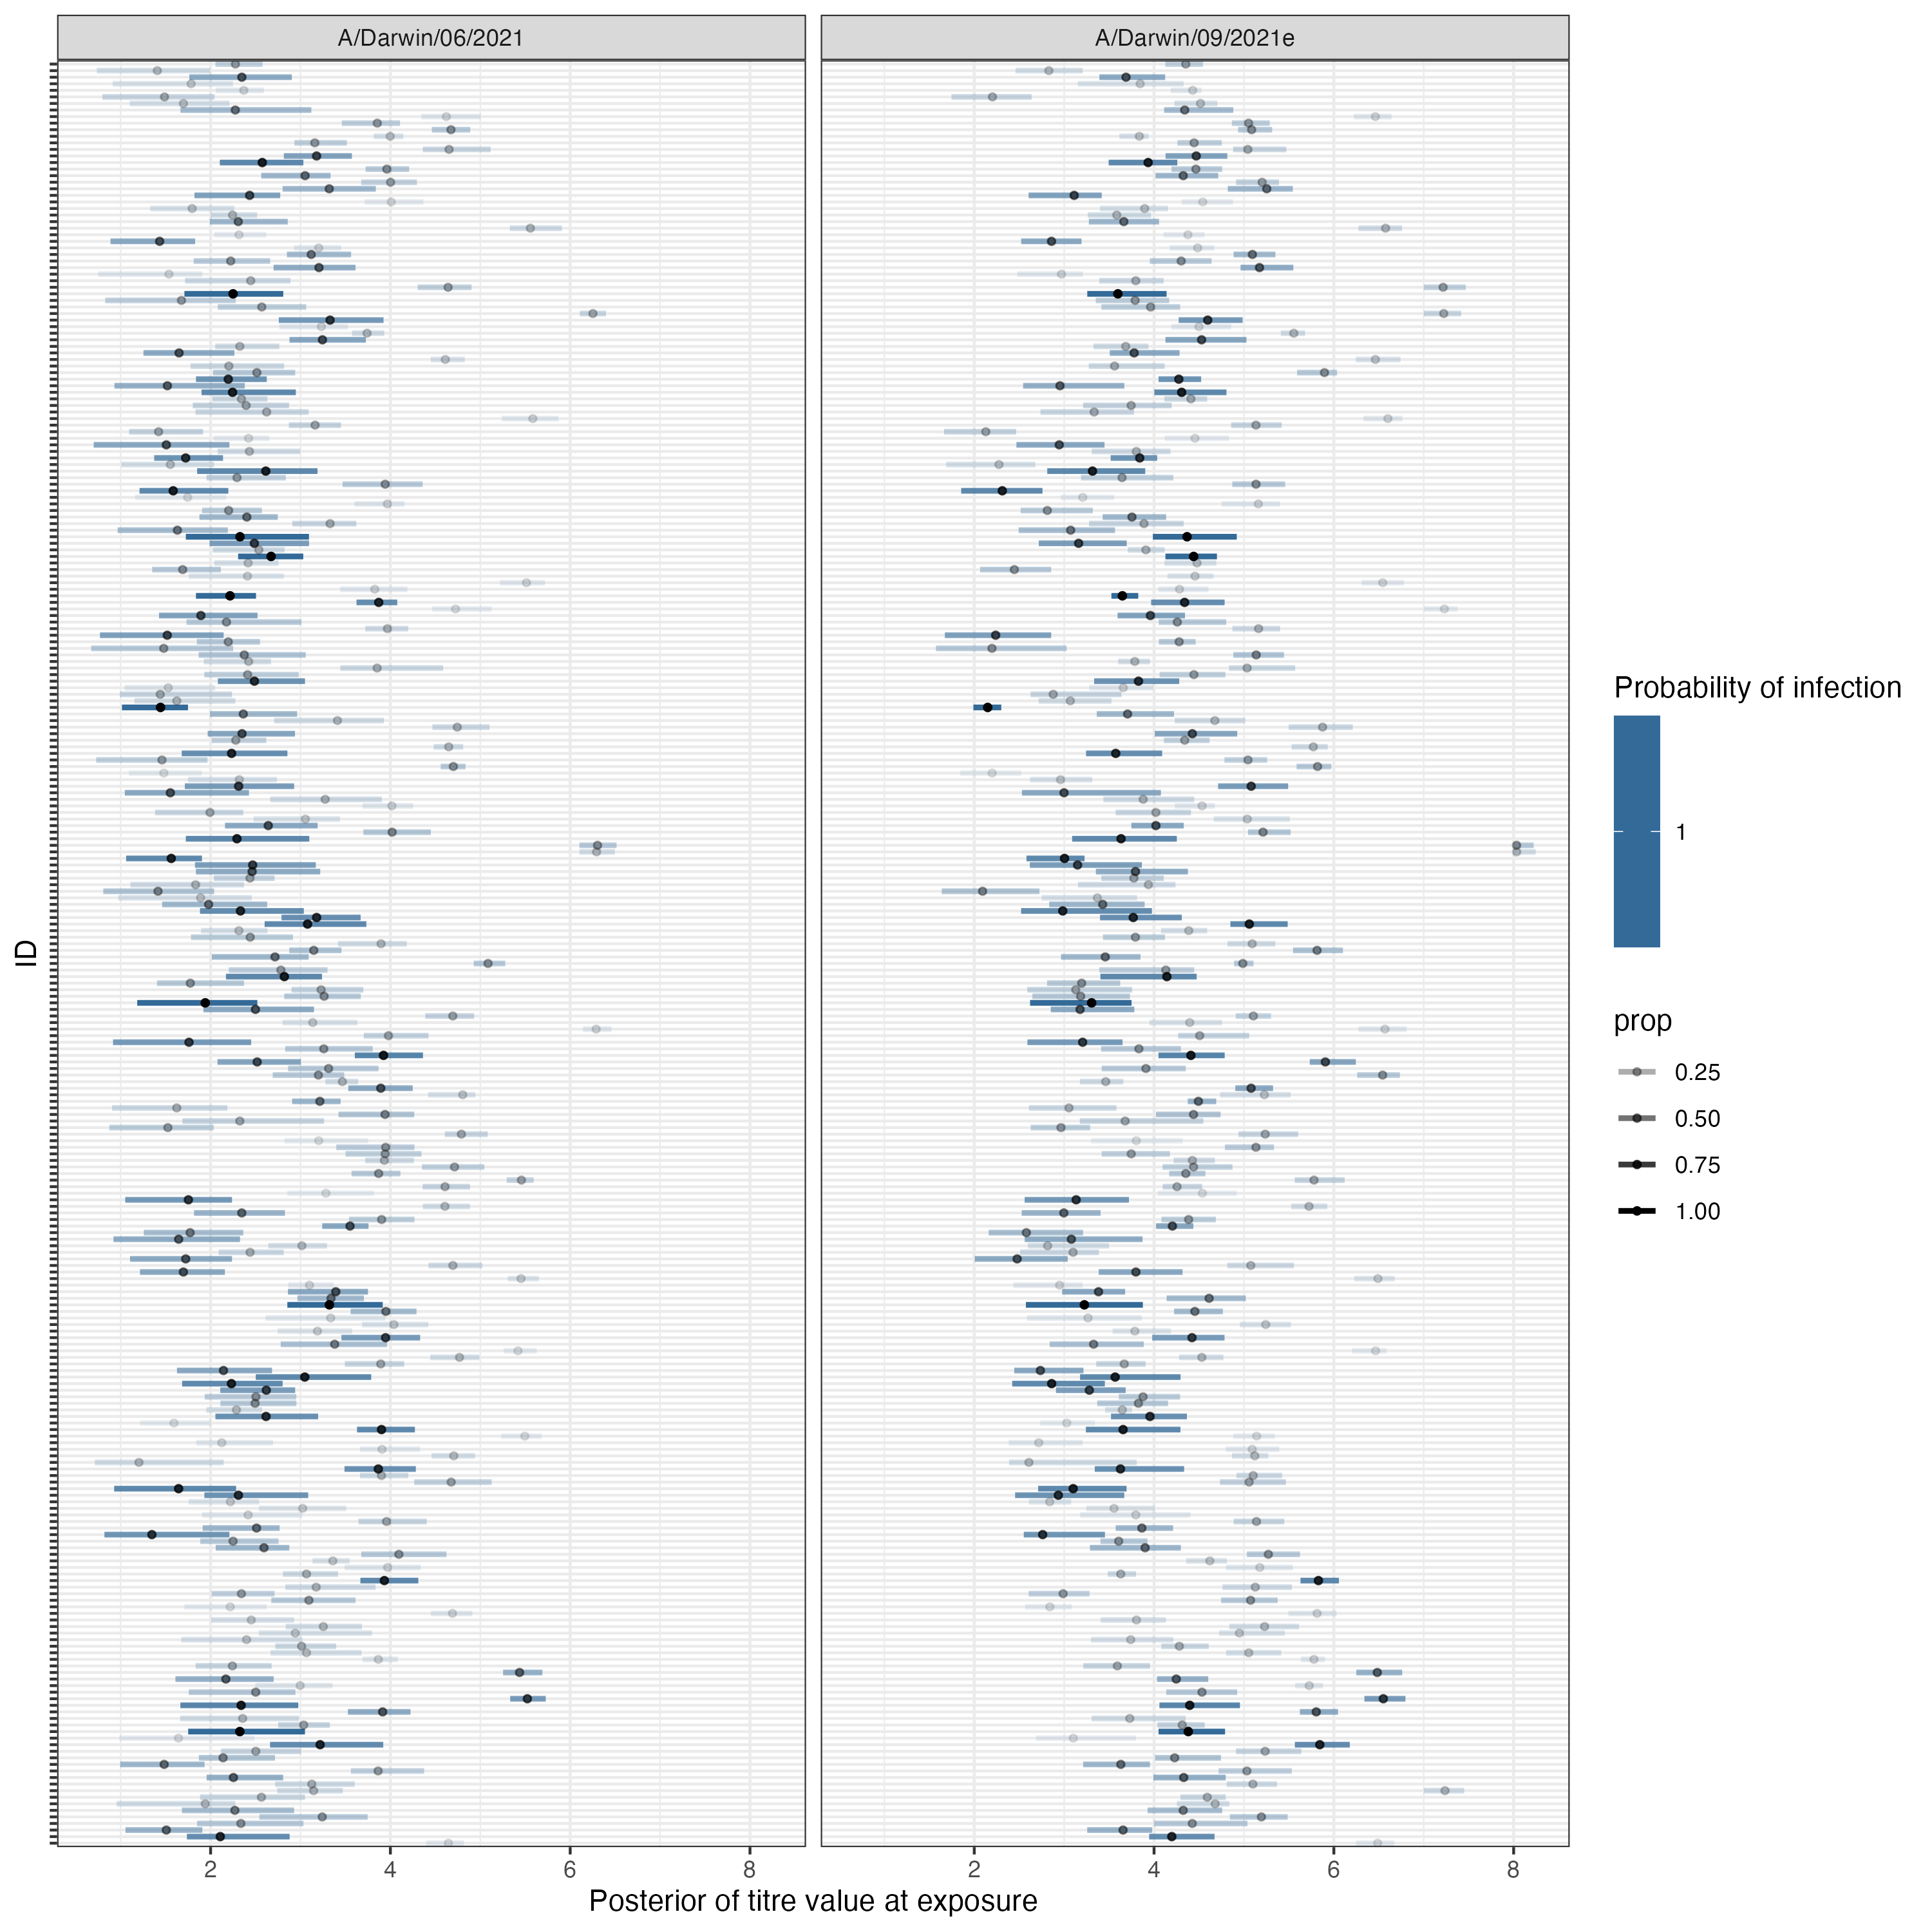 A/Darwin/06/2021
A/Darwin/09/2021e
ID
2
4
6
8
2
4
6
8
Posterior of titre value at exposure
Probability of infection
1
prop
0.25
0.50
0.75
1.00